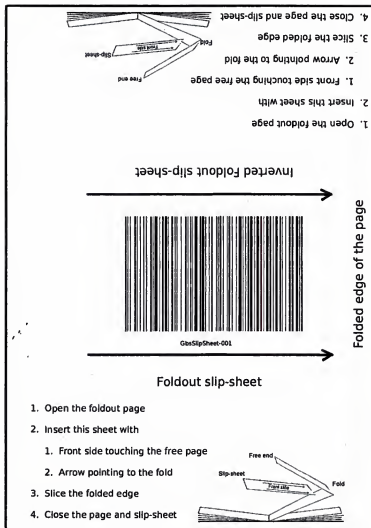 4. Close the page and slip-sheet
3. Slice the folded edge
2. Arrow pointing to the fold
1. Front side touching the free page
2. Insert this sheet with
1. Open the foldout page
Fold
Front side
Slip-sheet
Free end
Inverted Foldout slip-sheet
Folded edge of the page
GbsSlipSheet-001
Foldout slip-sheet
1. Open the foldout page
2. Insert this sheet with
1. Front side touching the free page
2. Arrow pointing to the fold
3. Slice the folded edge
4. Close the page and slip-sheet
Free end
Slip-sheet
Front side
Fold